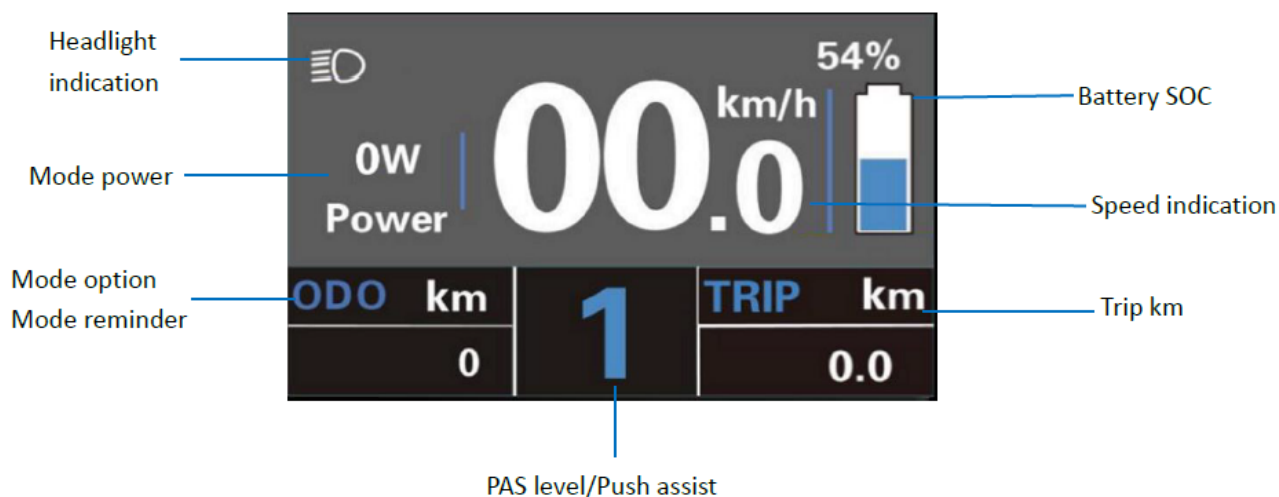 Headlight
indication
54%
km/h
Battery SOC
00.0
0W
Mode power
Power
Speed indication
Mode option
Mode reminder
ODO km
1
TRIP km
Trip km
0
0.0
PAS level/Push assist